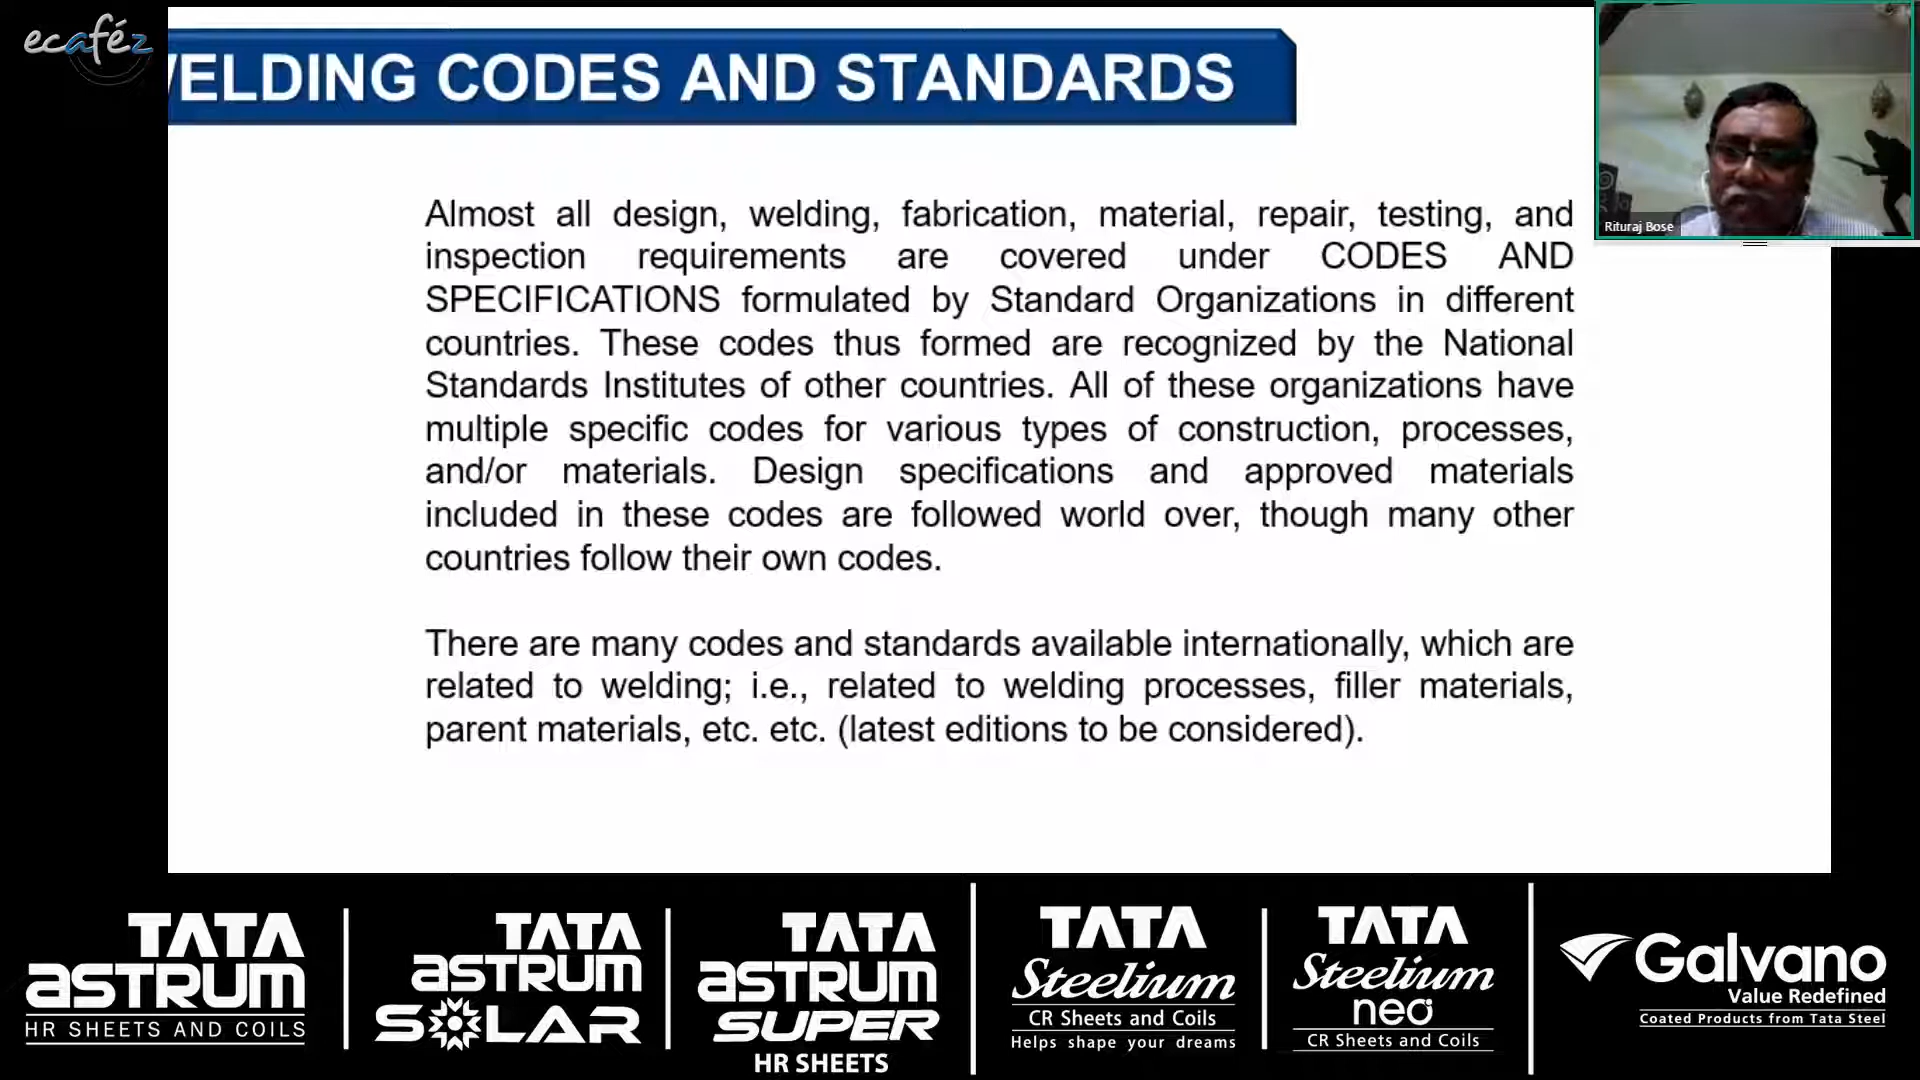 ecaféz
WELDING CODES AND STANDARDS
Rituraj Bose
Almost all design, welding, fabrication, material, repair, testing, and
inspection requirements are covered under CODES AND
SPECIFICATIONS formulated by Standard Organizations in different
countries. These codes thus formed are recognized by the National
Standards Institutes of other countries. All of these organizations have
multiple specific codes for various types of construction, processes,
and/or materials. Design specifications and approved materials
included in these codes are followed world over, though many other
countries follow their own codes.
There are many codes and standards available internationally, which are
related to welding; i.e., related to welding processes, filler materials,
parent materials, etc. etc. (latest editions to be considered).
TATA
ASTRUM
HR SHEETS AND COILS
TATA
ASTRUM
SOLAR
TATA
ASTRUM
SUPER
HR SHEETS
TATA
Steelium
CR Sheets and Coils
Helps shape your dreams
TATA
Steelium
neo
CR Sheets and Coils
Galvano
Value Redefined
Coated Products from Tata Steel